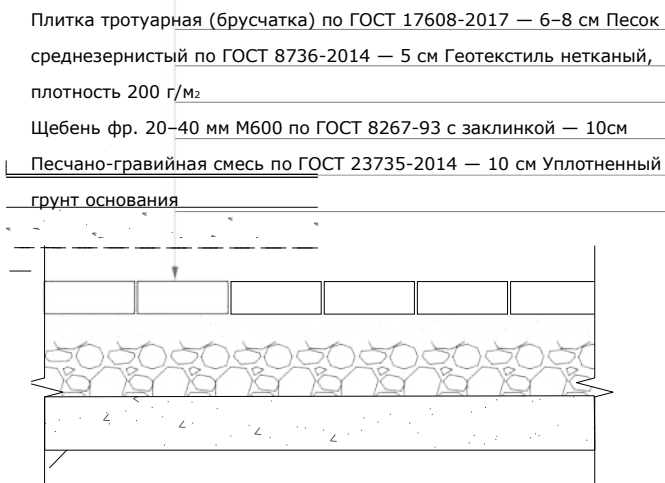 Плитка тротуарная (брусчатка) по ГОСТ 17608-2017 — 6–8 см Песок
среднезернистый по ГОСТ 8736-2014 — 5 см Геотекстиль нетканый,
плотность 200 г/м₂
Щебень фр. 20–40 мм М600 по ГОСТ 8267-93 с заклинкой — 10см
Песчано-гравийная смесь по ГОСТ 23735-2014 — 10 см Уплотненный
грунт основания